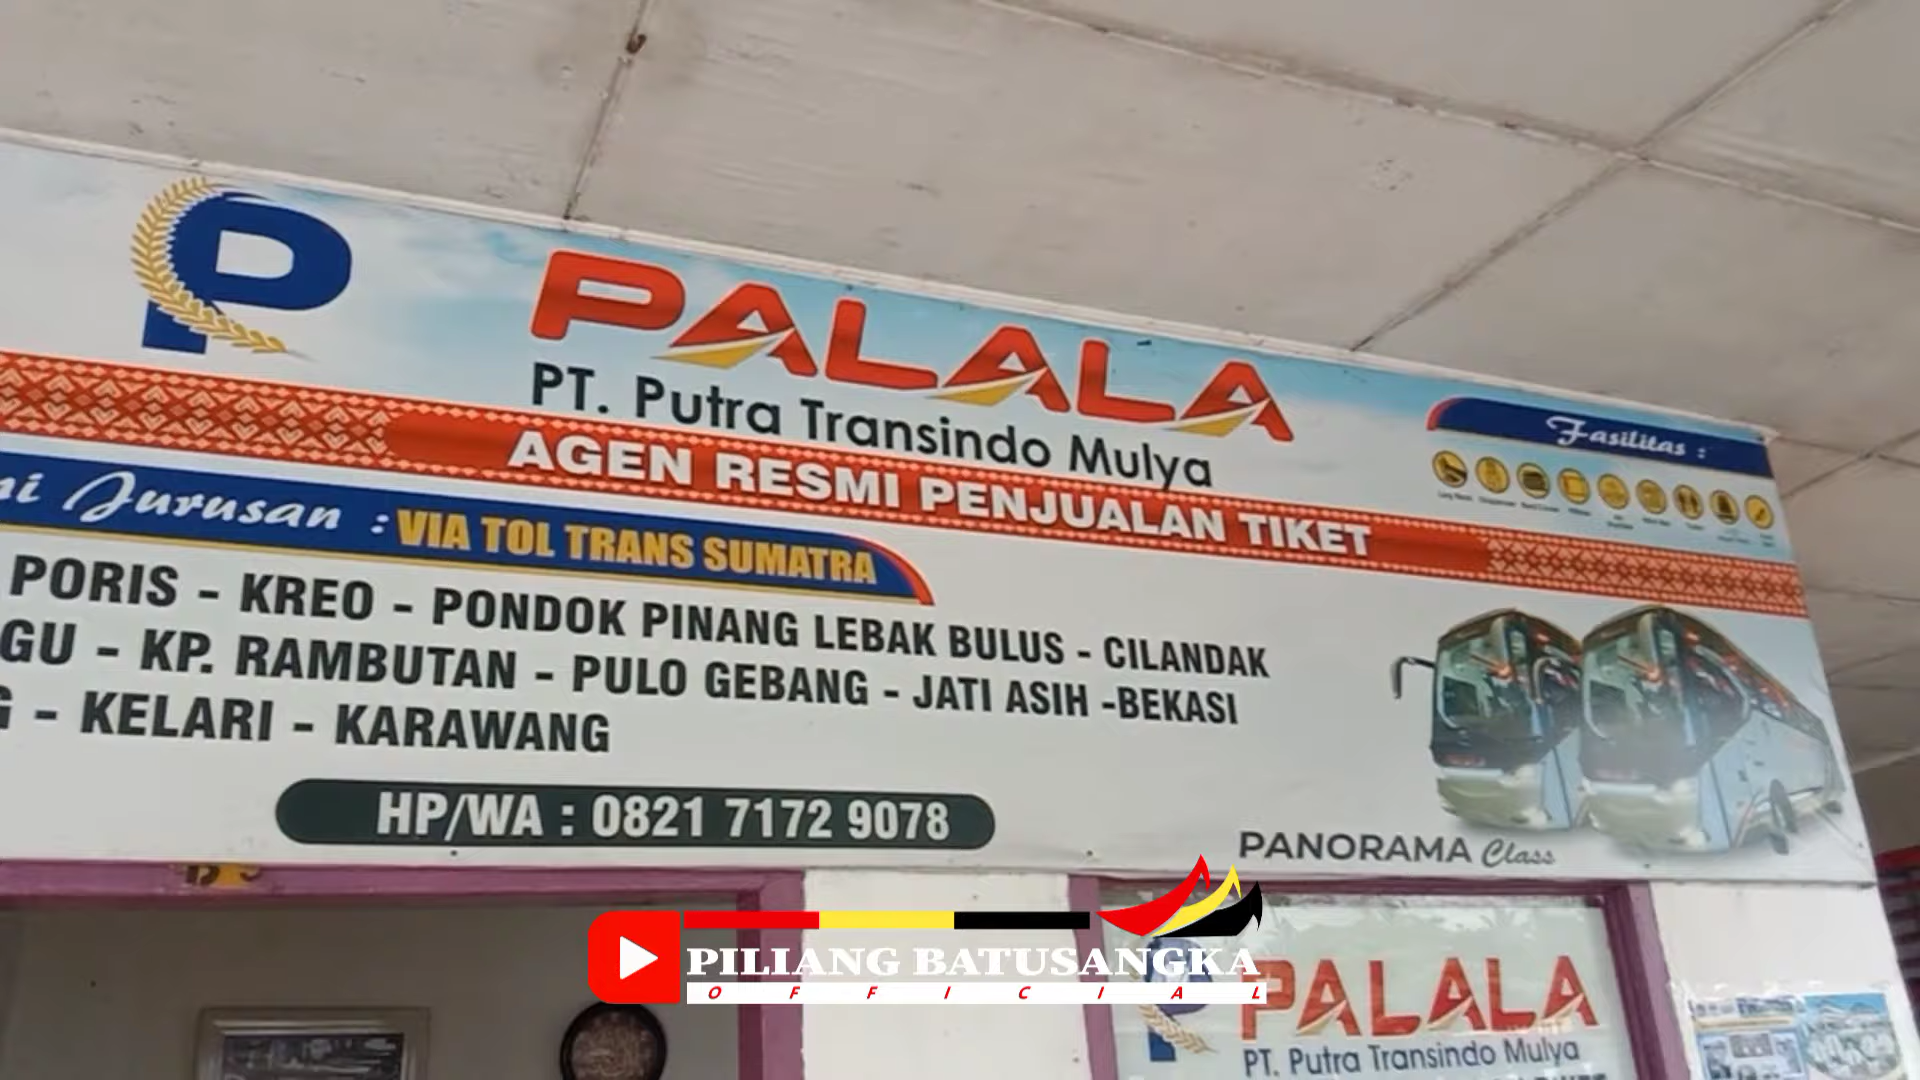 PALALA
PT. Putra Transindo Mulya
AGEN RESMI PENJUALAN TIKET
Fasilitas :
Jurusan : VIA TOL TRANS SUMATRA
PORIS - KREO - PONDOK PINANG LEBAK BULUS - CILANDAK
GU - KP. RAMBUTAN - PULO GEBANG - JATI ASIH -BEKASI
G - KELARI - KARAWANG
HP/WA : 0821 7172 9078
PANORAMA Class
PILIANG BATUSANGKA
OFFICIAL
PALALA
PT. Putra Transindo Mulya